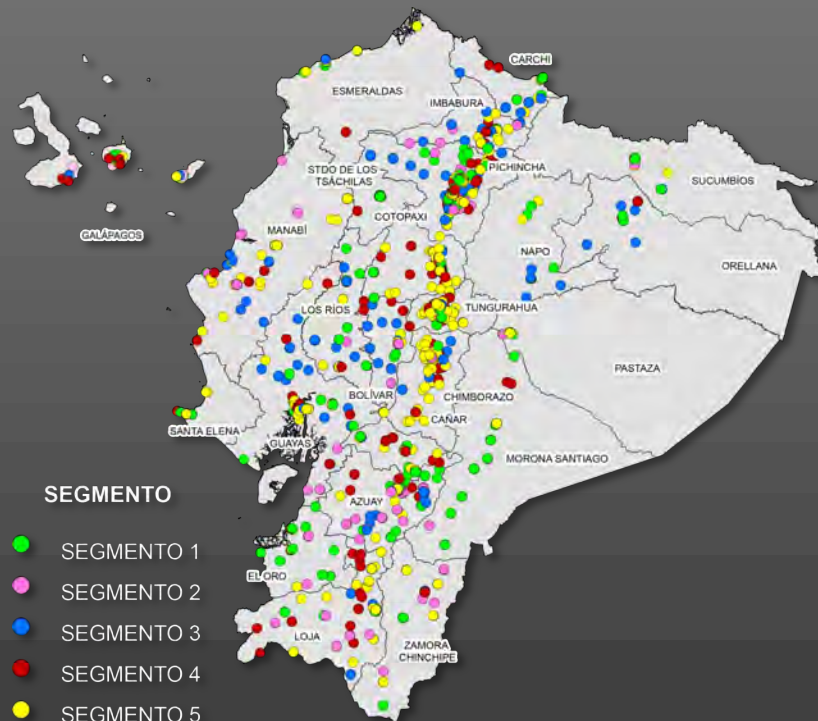 CARCHI
ESMERALDAS
IMBABURA
PICHINCHA
SUCUMBÍOS
STDO DE LOS
TSÁCHILAS
COTOPAXI
MANABÍ
GALÁPAGOS
NAPO
ORELLANA
LOS RÍOS
TUNGURAHUA
PASTAZA
BOLÍVAR
CHIMBORAZO
SANTA ELENA
CAÑAR
GUAYAS
MORONA SANTIAGO
AZUAY
EL ORO
LOJA
ZAMORA
CHINCHIPE
SEGMENTO
SEGMENTO 1
SEGMENTO 2
SEGMENTO 3
SEGMENTO 4
SEGMENTO 5